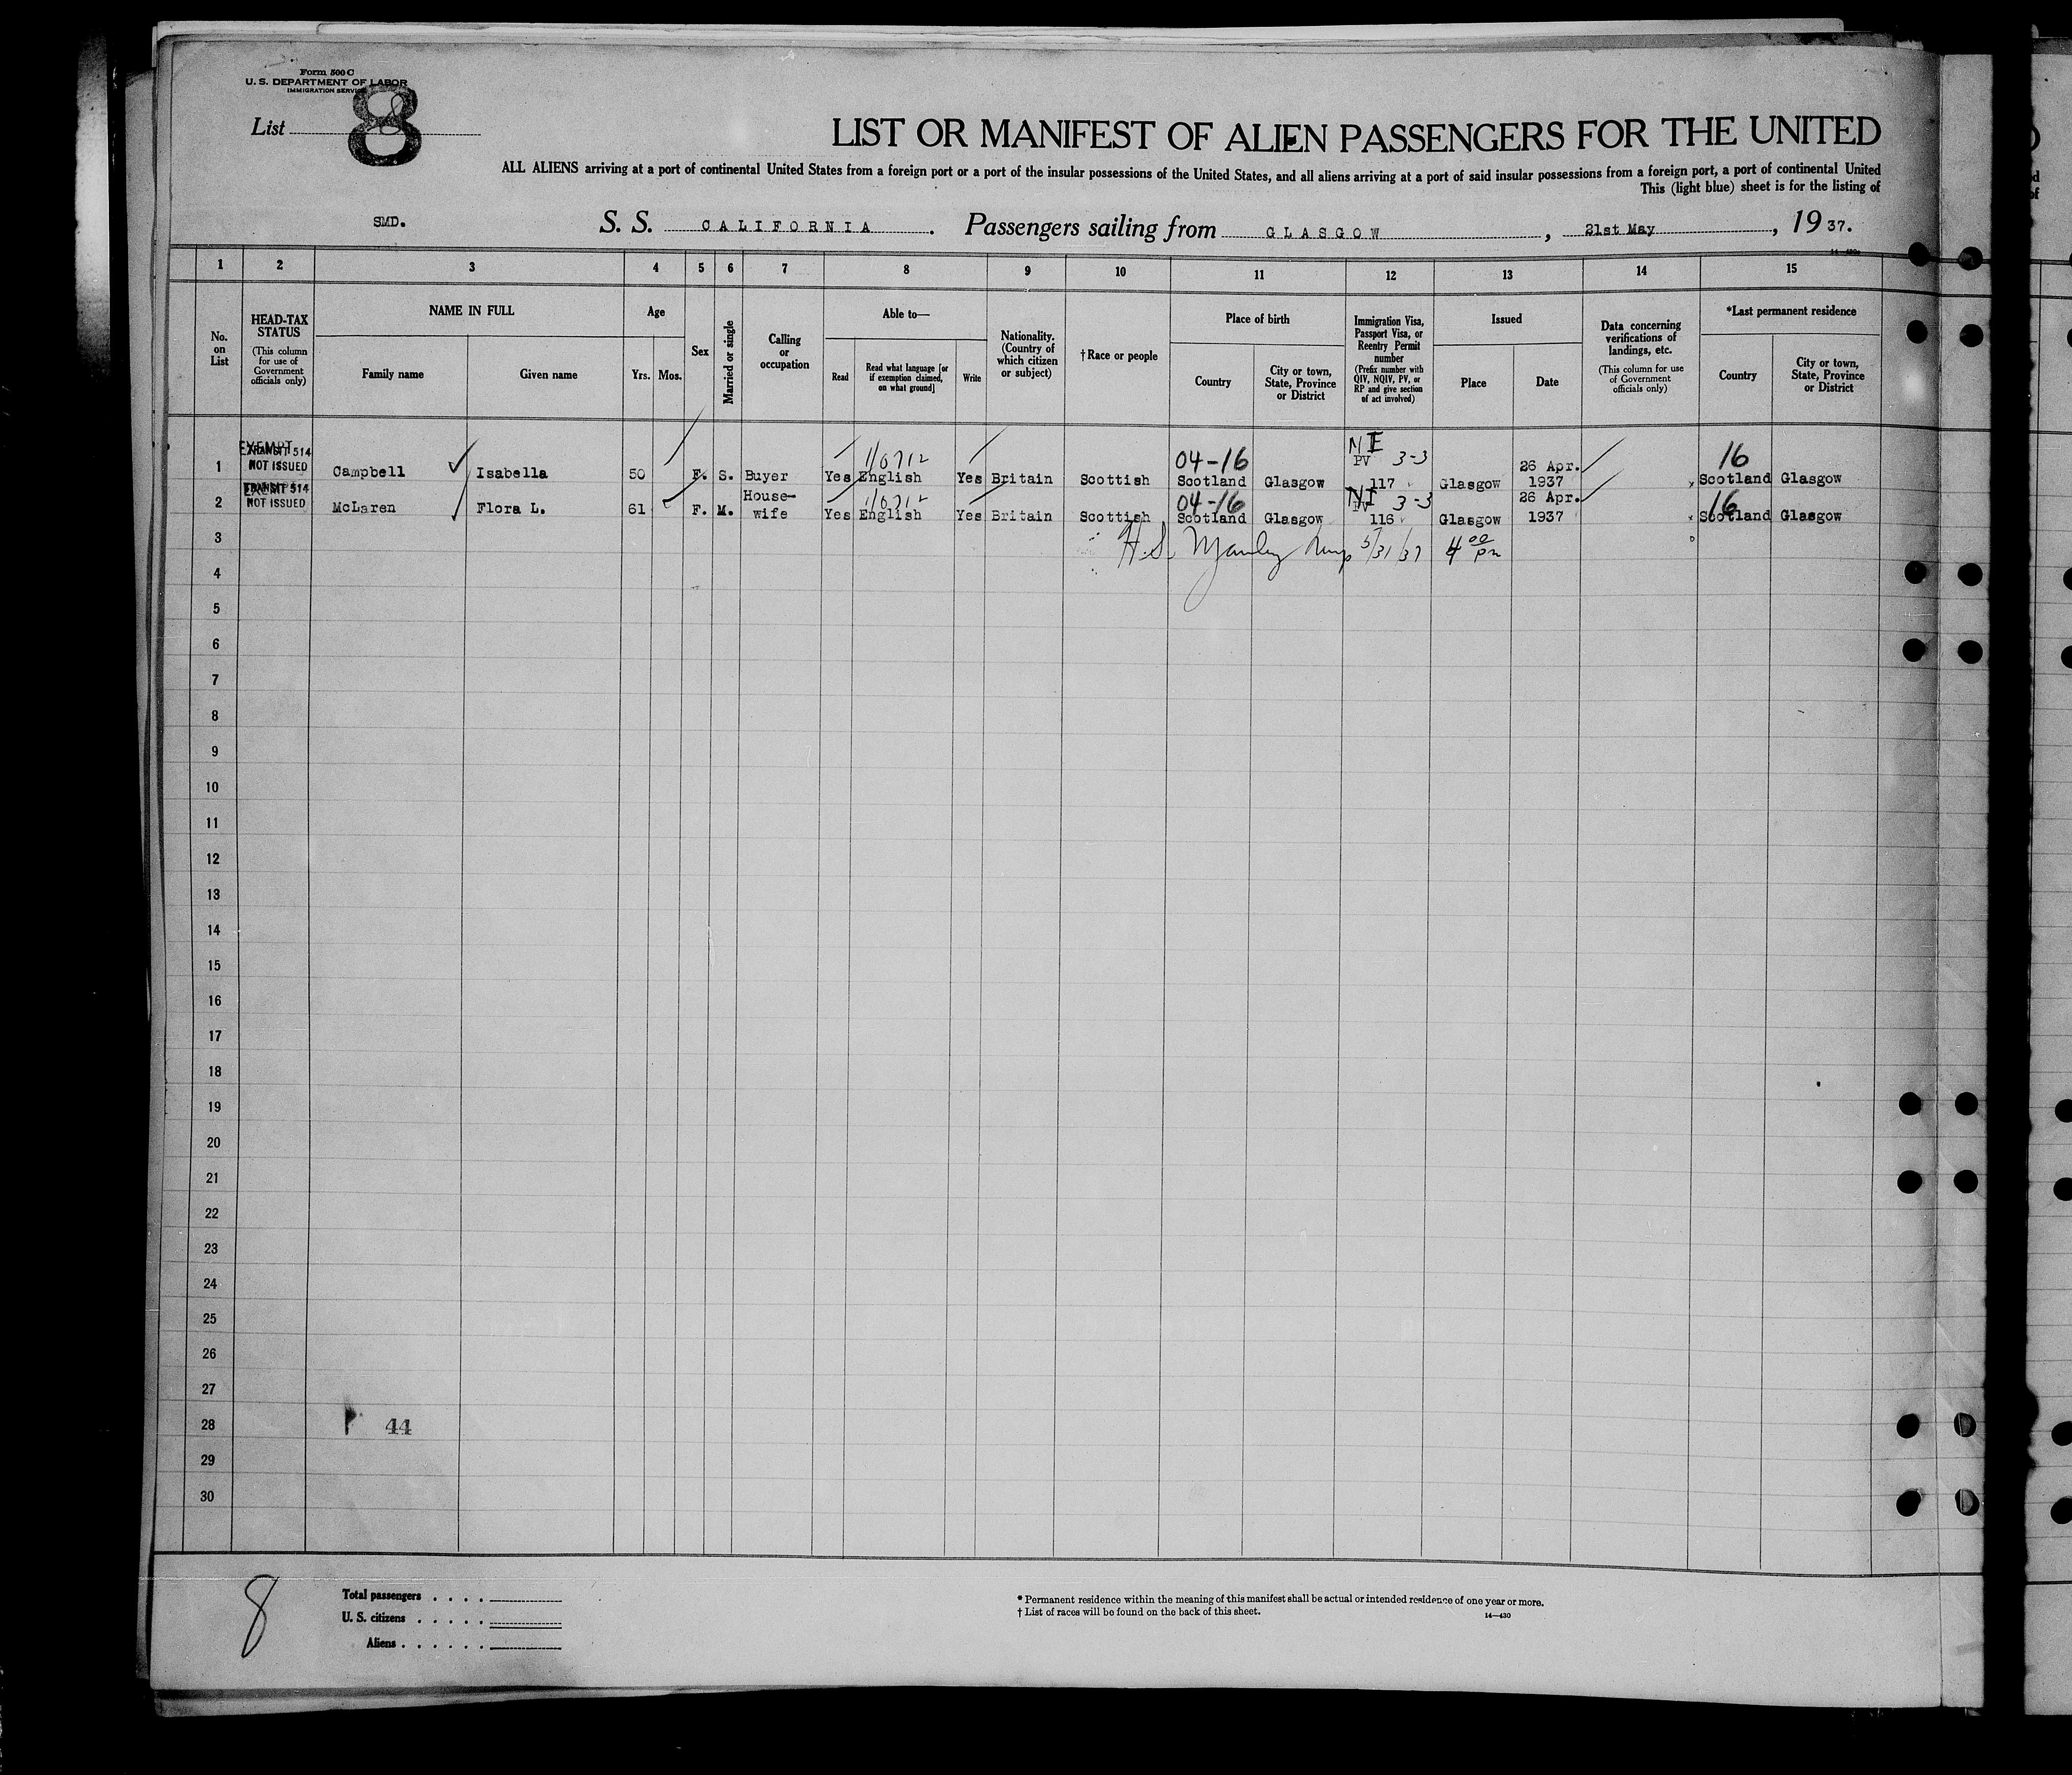 Form 500 C
U. S. DEPARTMENT OF LABOR
IMMIGRATION SERVICE
List 8
LIST OR MANIFEST OF ALIEN PASSENGERS FOR THE UNITED
ALL ALIENS arriving at a port of continental United States from a foreign port or a port of the insular possessions of the United States, and all aliens arriving at a port of said insular possessions from a foreign port, a port of continental United
This (light blue) sheet is for the listing of
SMD. S. S. CALIFORNIA. Passengers sailing from GLASGOW, 21st May, 19 37.
1 2 3 4 5 6 7 8 9 10 11 12 13 14 15
No. on List
HEAD-TAX STATUS
(This column for use of Government officials only)
NAME IN FULL
Family name Given name
Age
Yrs. Mos.
Sex
Married or single
Calling or occupation
Able to—
Read
Read what language [or if exemption claimed, on what ground]
Write
Nationality. (Country of which citizen or subject)
†Race or people
Place of birth
Country
City or town, State, Province or District
Immigration Visa, Passport Visa, or Reentry Permit number
(Prefix number with QIV, NQIV, PV, or RP and give section of act involved)
Issued
Place Date
Data concerning verifications of landings, etc.
(This column for use of Government officials only)
*Last permanent residence
Country
City or town, State, Province or District
EXEMPT
TRANSIT 514
NOT ISSUED
04-16 NI 3-3 16
1 Campbell Isabella 50 F. S. Buyer Yes English Yes Britain Scottish Scotland Glasgow PV 117 Glasgow 26 Apr. 1937 Scotland Glasgow
TRANSIT 514
NOT ISSUED
04-16 NI 3-3 16
2 McLaren Flora L. 61 F. M. House-wife Yes English Yes Britain Scottish Scotland Glasgow PV 116 Glasgow 26 Apr. 1937 Scotland Glasgow
3 H.S. Manley 5/31/37 4 00 pm
4
5
6
7
8
9
10
11
12
13
14
15
16
17
18
19
20
21
22
23
24
25
26
27
28 44
29
30
8
Total passengers
U. S. citizens
Aliens
* Permanent residence within the meaning of this manifest shall be actual or intended residence of one year or more.
† List of races will be found on the back of this sheet.
14—430